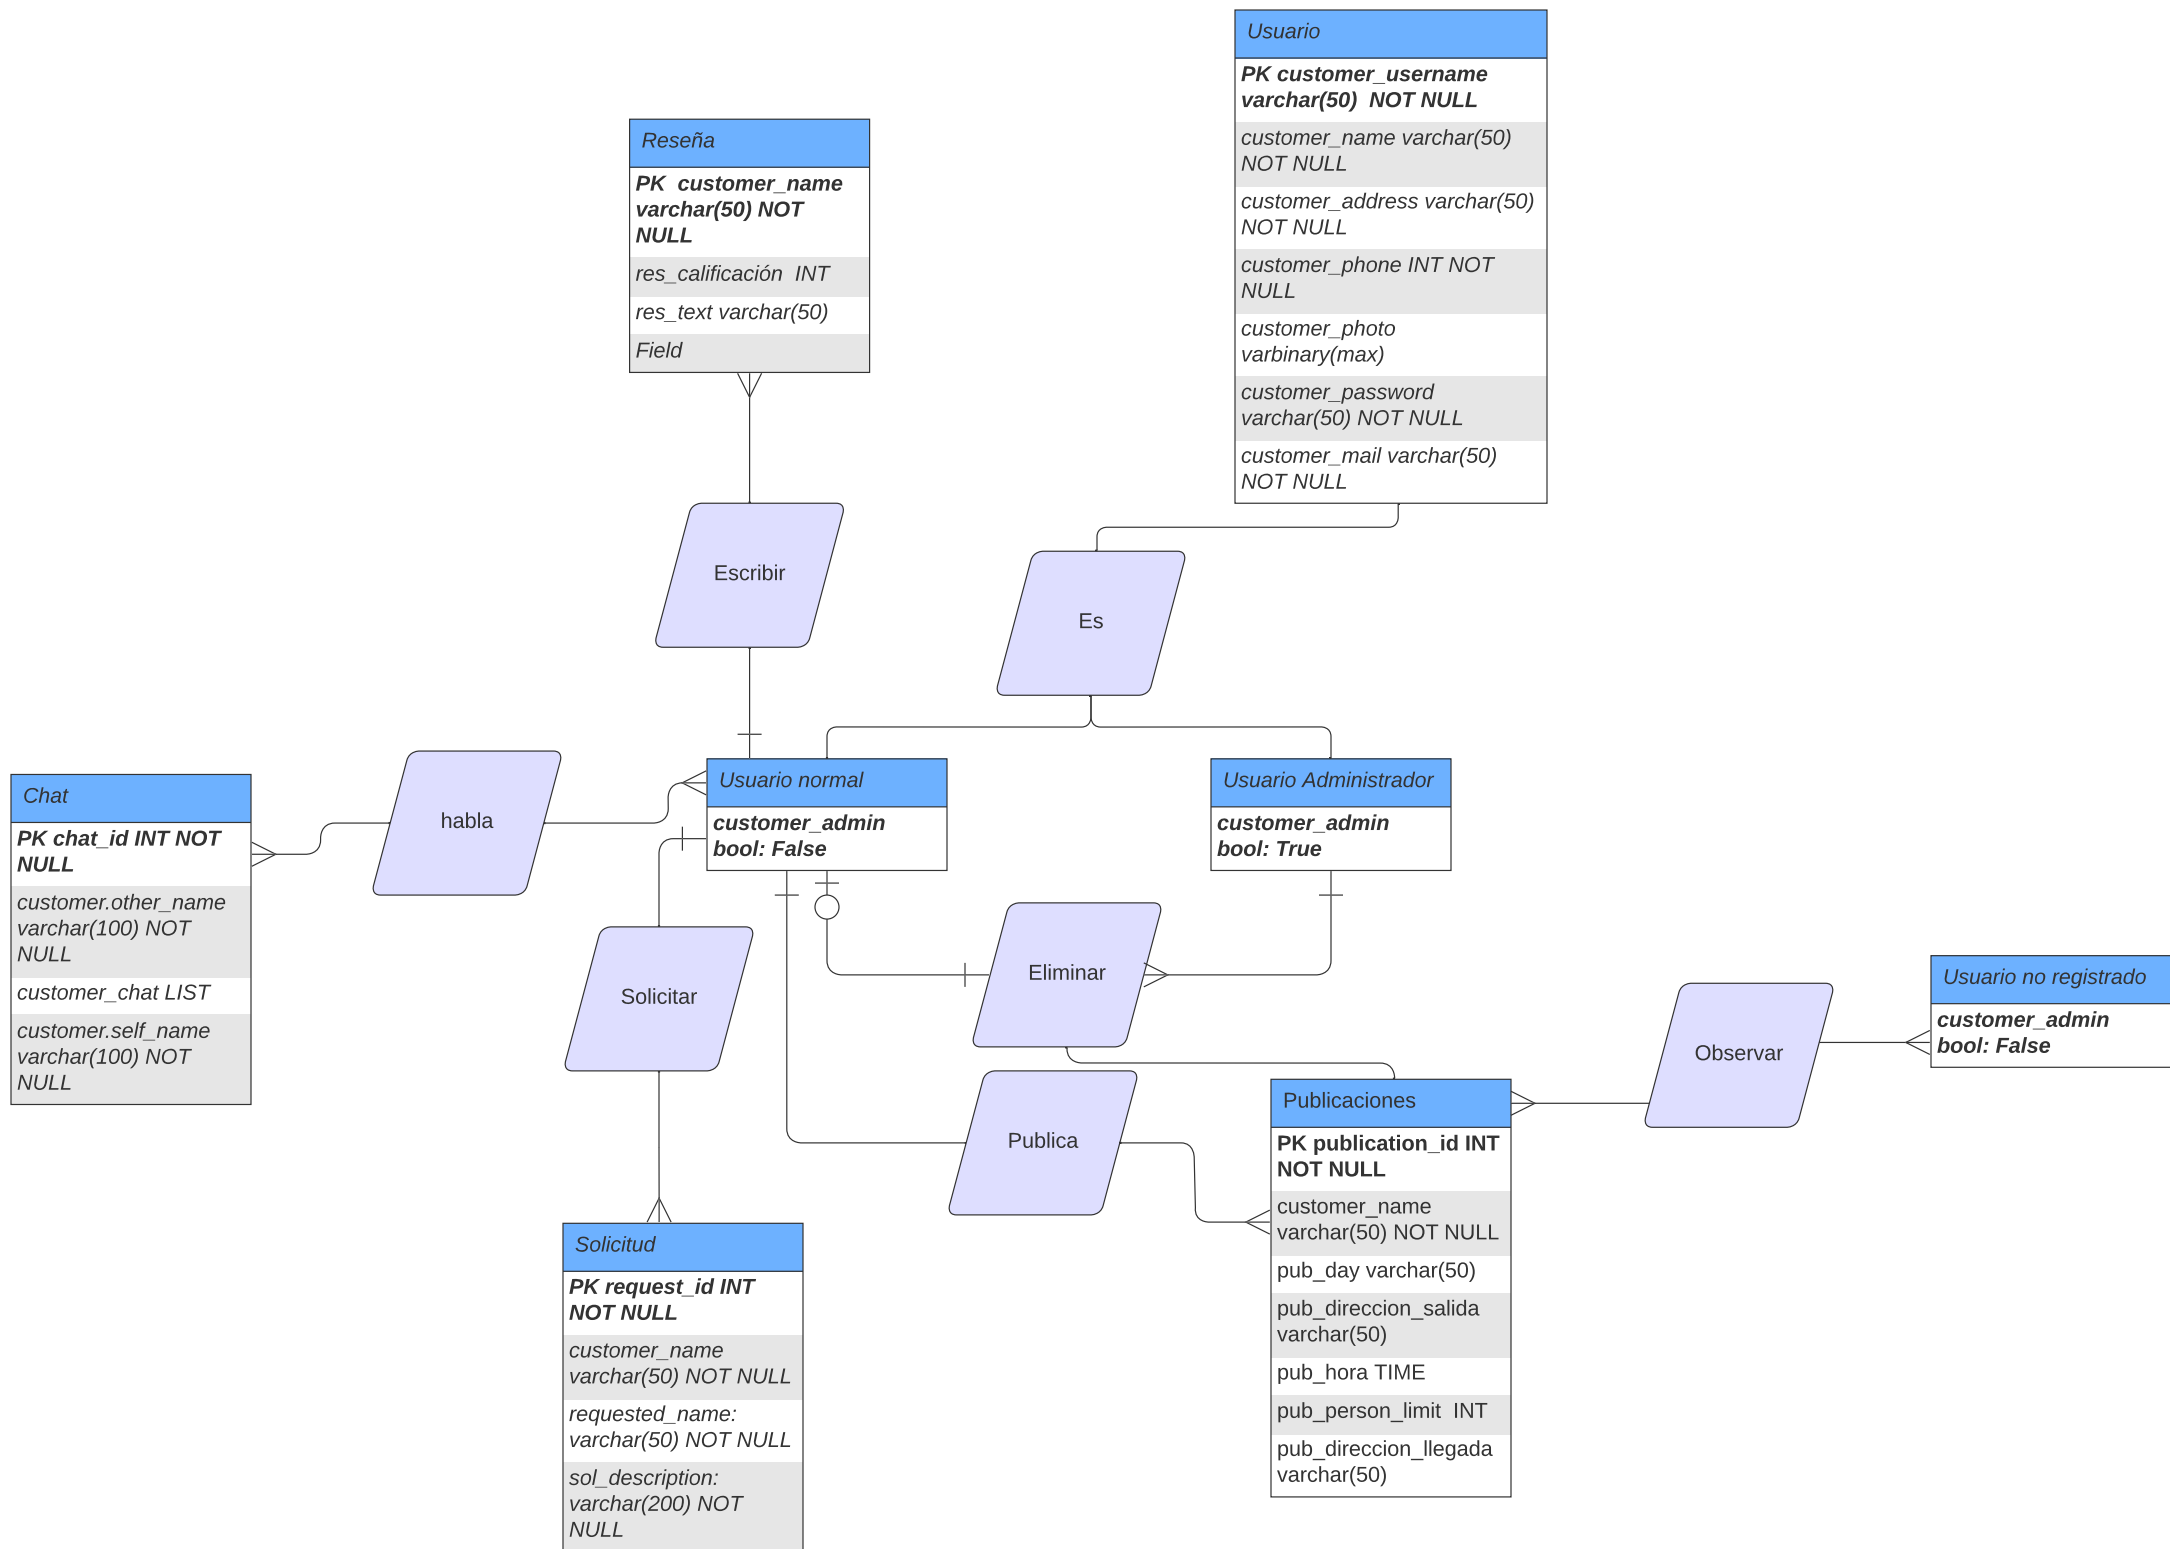 Usuario
PK customer_username
varchar(50)  NOT NULL
customer_name varchar(50)
NOT NULL
customer_address varchar(50)
NOT NULL
customer_phone INT NOT
NULL
customer_photo
varbinary(max)
customer_password
varchar(50) NOT NULL
customer_mail varchar(50)
NOT NULL
Reseña
PK  customer_name
varchar(50) NOT
NULL
res_calificación  INT
res_text varchar(50)
Field
Escribir
Es
Chat
PK chat_id INT NOT
NULL
customer.other_name
varchar(100) NOT
NULL
customer_chat LIST
customer.self_name
varchar(100) NOT
NULL
habla
Usuario normal
customer_admin
bool: False
Usuario Administrador
customer_admin
bool: True
Solicitar
Eliminar
Publica
Observar
Usuario no registrado
customer_admin
bool: False
Publicaciones
PK publication_id INT
NOT NULL
customer_name
varchar(50) NOT NULL
pub_day varchar(50)
pub_direccion_salida
varchar(50)
pub_hora TIME
pub_person_limit  INT
pub_direccion_llegada
varchar(50)
Solicitud
PK request_id INT
NOT NULL
customer_name
varchar(50) NOT NULL
requested_name:
varchar(50) NOT NULL
sol_description:
varchar(200) NOT
NULL